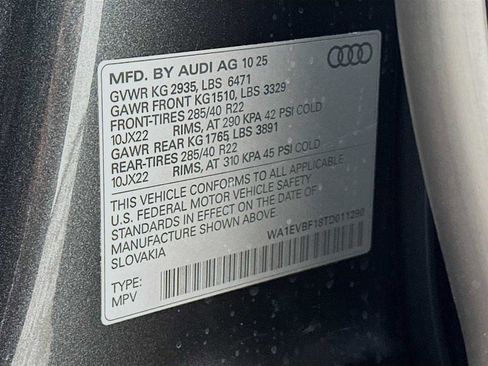 MFD. BY AUDI AG 10 25
GVWR KG 2935, LBS 6471
GAWR FRONT KG1510, LBS 3329
FRONT-TIRES 285/40 R22
10JX22 RIMS, AT 290 KPA 42 PSI COLD
GAWR REAR KG 1765, LBS 3891
REAR-TIRES 285/40 R22
10JX22 RIMS, AT 310 KPA 45 PSI COLD
THIS VEHICLE CONFORMS TO ALL APPLICABLE
U.S. FEDERAL MOTOR VEHICLE SAFETY
STANDARDS IN EFFECT ON THE DATE OF
MANUFACTURE SHOWN ABOVE.
SLOVAKIA
WA1EVBF18TD011290
TYPE:
MPV